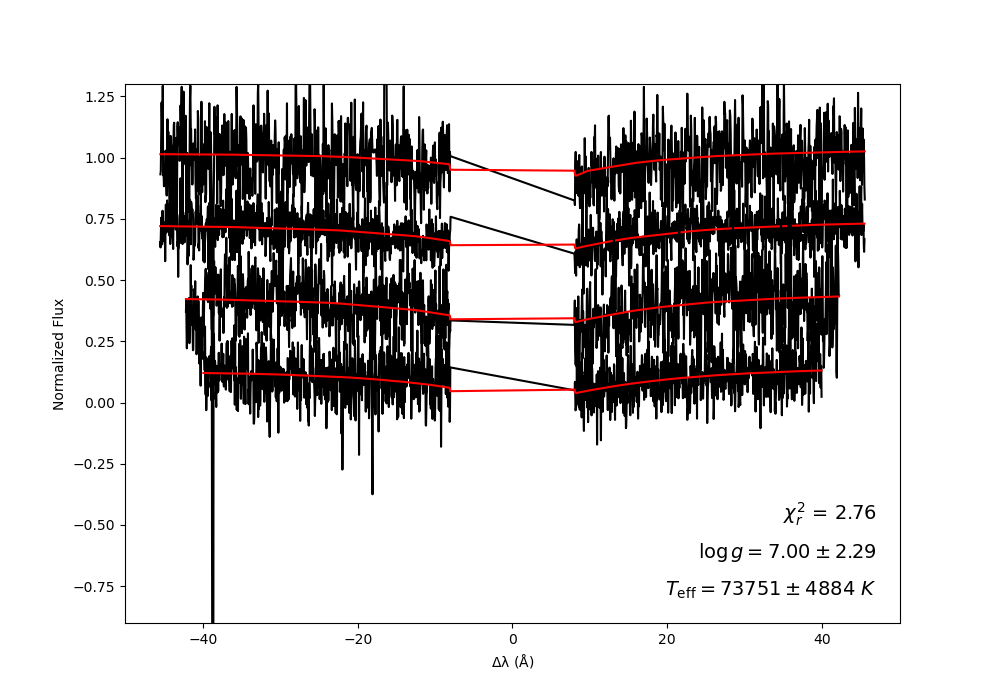 1.25
1.00
0.75
0.50
0.25
0.00
−0.25
−0.50
−0.75
Normalized Flux
χ²ᵣ = 2.76
log g = 7.00 ± 2.29
T_eff = 73751 ± 4884 K
−40 −20 0 20 40
Δλ (Å)